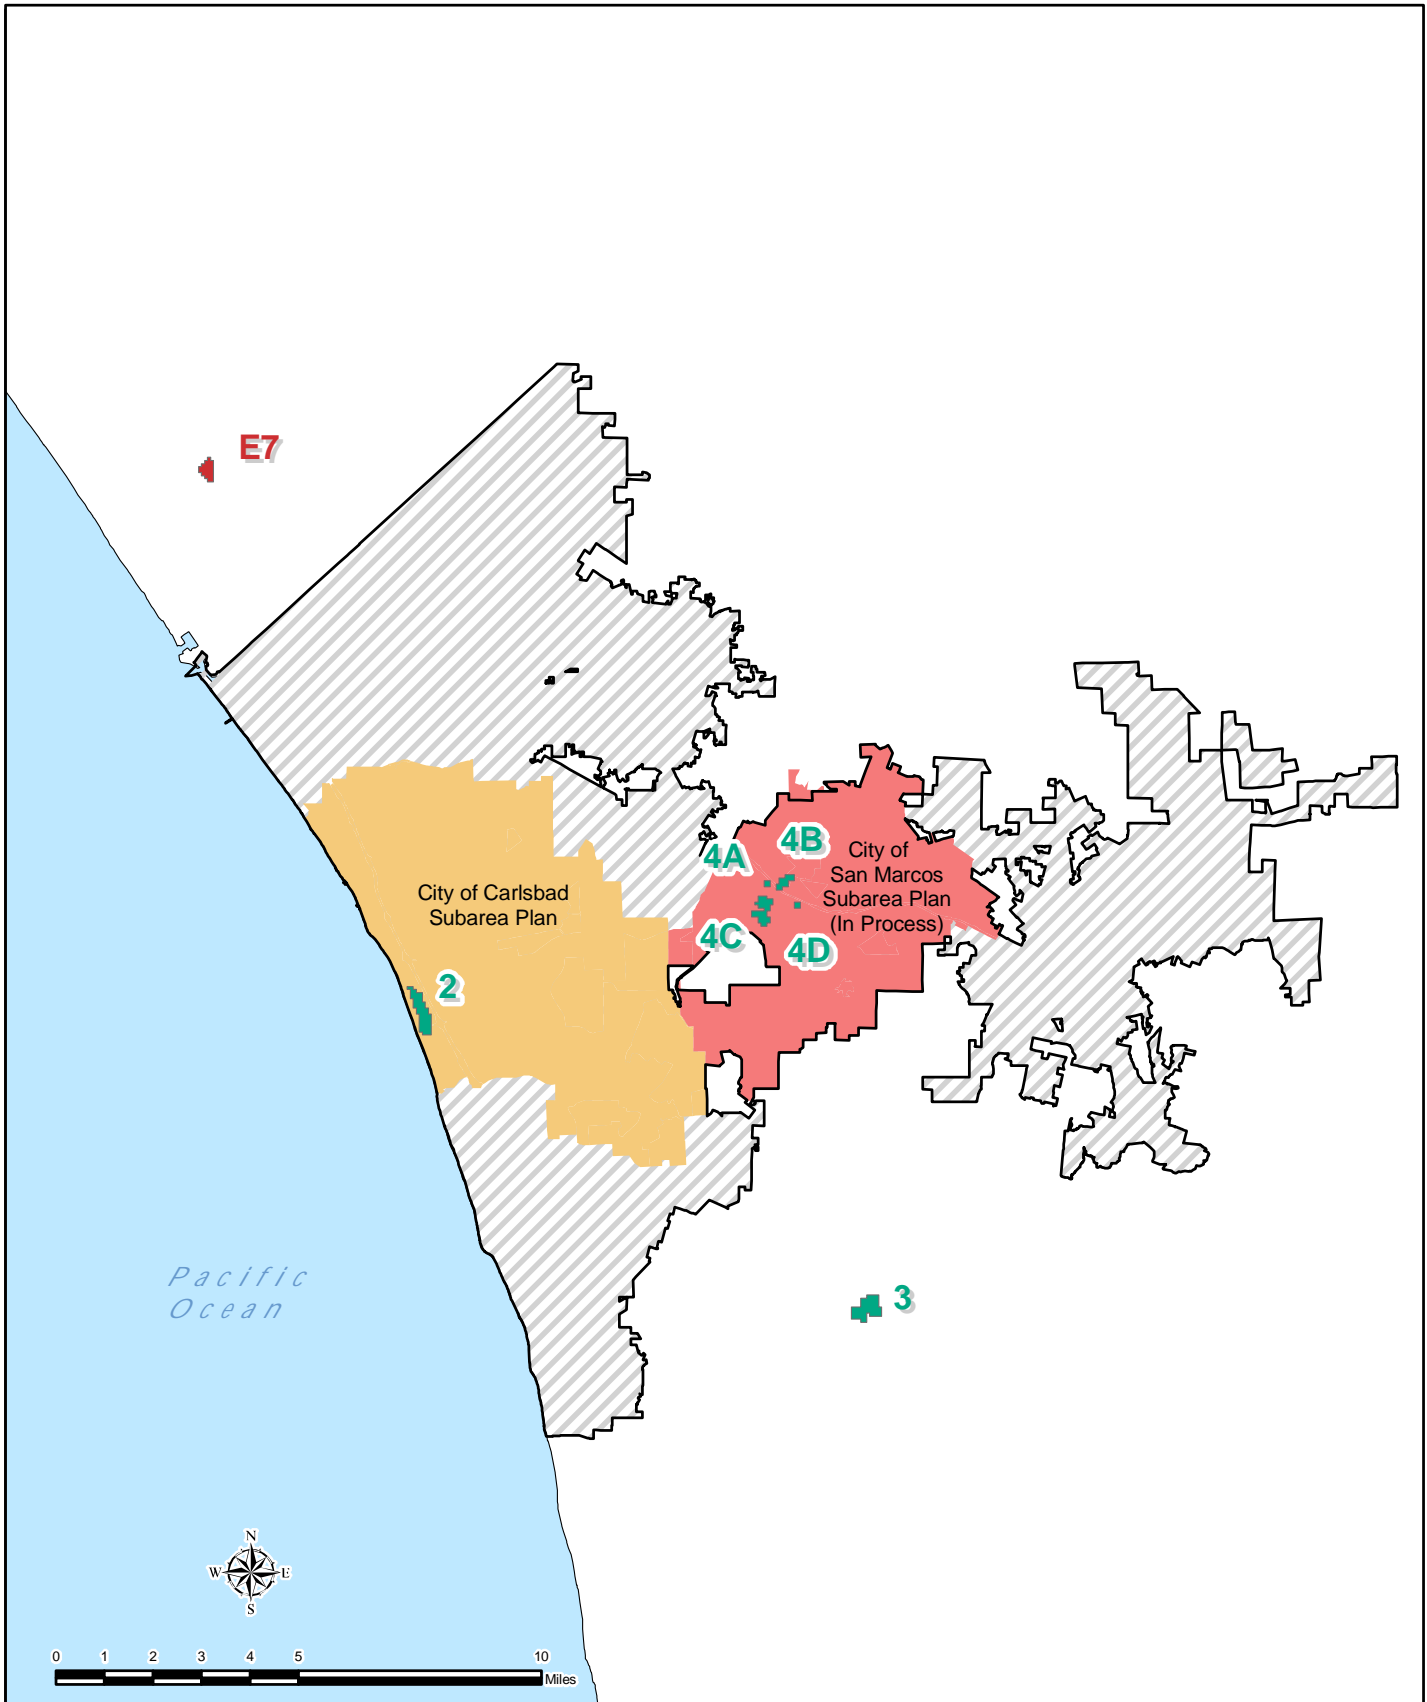 E7
4A
4B
City of
San Marcos
Subarea Plan
(In Process)
City of Carlsbad
Subarea Plan
4C
4D
2
Pacific
Ocean
3
N
W E
S
0 1 2 3 4 5 10
Miles